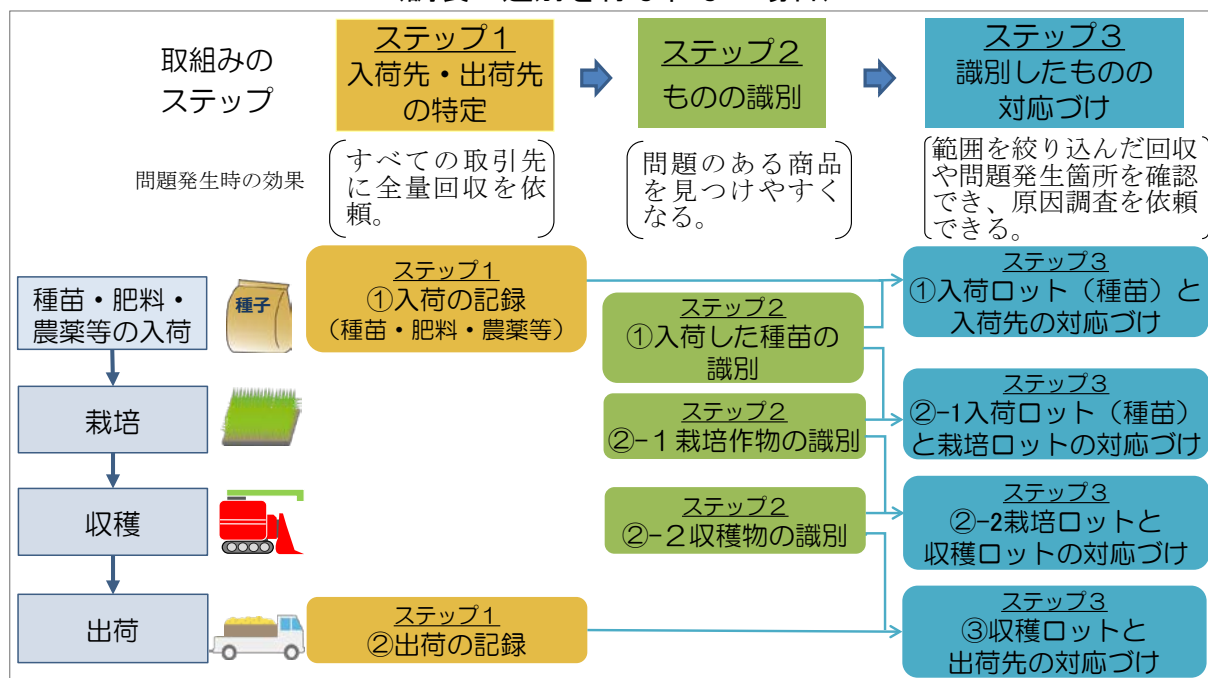 取組みの
ステップ
ステップ１
入荷先・出荷先
の特定
ステップ２
ものの識別
ステップ３
識別したものの
対応づけ
問題発生時の効果
すべての取引先
に全量回収を依
頼。
問題のある商品
を見つけやすく
なる。
範囲を絞り込んだ回収
や問題発生箇所を確認
でき、原因調査を依頼
できる。
種苗・肥料・
農薬等の入荷
種子
ステップ１
①入荷の記録
（種苗・肥料・農薬等）
ステップ２
①入荷した種苗の
識別
ステップ３
①入荷ロット（種苗）と
入荷先の対応づけ
栽培
ステップ２
②-１栽培作物の識別
ステップ３
②-1入荷ロット（種苗）
と栽培ロットの対応づけ
収穫
ステップ２
②-２収穫物の識別
ステップ３
②-2栽培ロットと
収穫ロットの対応づけ
出荷
ステップ１
②出荷の記録
ステップ３
③収穫ロットと
出荷先の対応づけ